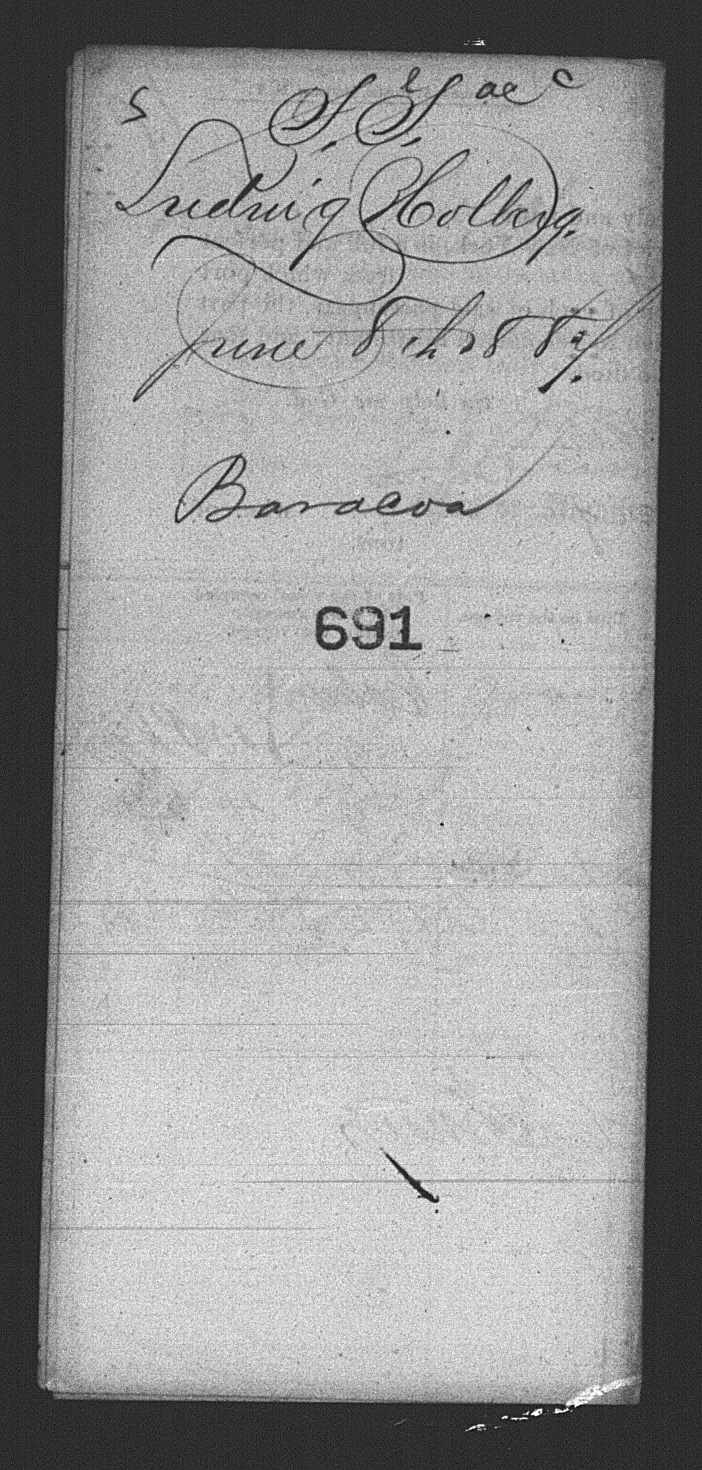 S. S.
Ludwig Holberg.
June 8th 1887.
Baracoa
691